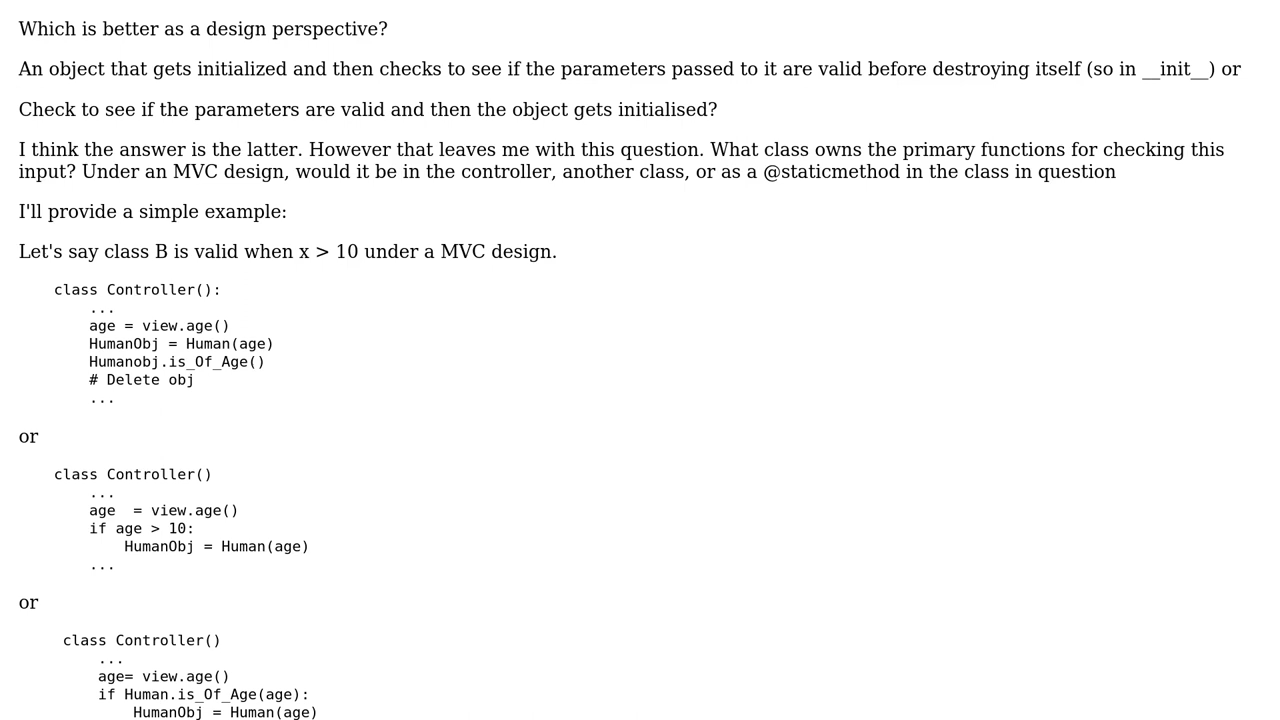 Which is better as a design perspective?
An object that gets initialized and then checks to see if the parameters passed to it are valid before destroying itself (so in __init__) or
Check to see if the parameters are valid and then the object gets initialised?
I think the answer is the latter. However that leaves me with this question. What class owns the primary functions for checking this
input? Under an MVC design, would it be in the controller, another class, or as a @staticmethod in the class in question
I'll provide a simple example:
Let's say class B is valid when x > 10 under a MVC design.
class Controller():
    ...
    age = view.age()
    HumanObj = Human(age)
    Humanobj.is_Of_Age()
    # Delete obj
    ...
or
class Controller()
    ...
    age  = view.age()
    if age > 10:
        HumanObj = Human(age)
    ...
or
class Controller()
    ...
    age= view.age()
    if Human.is_Of_Age(age):
        HumanObj = Human(age)